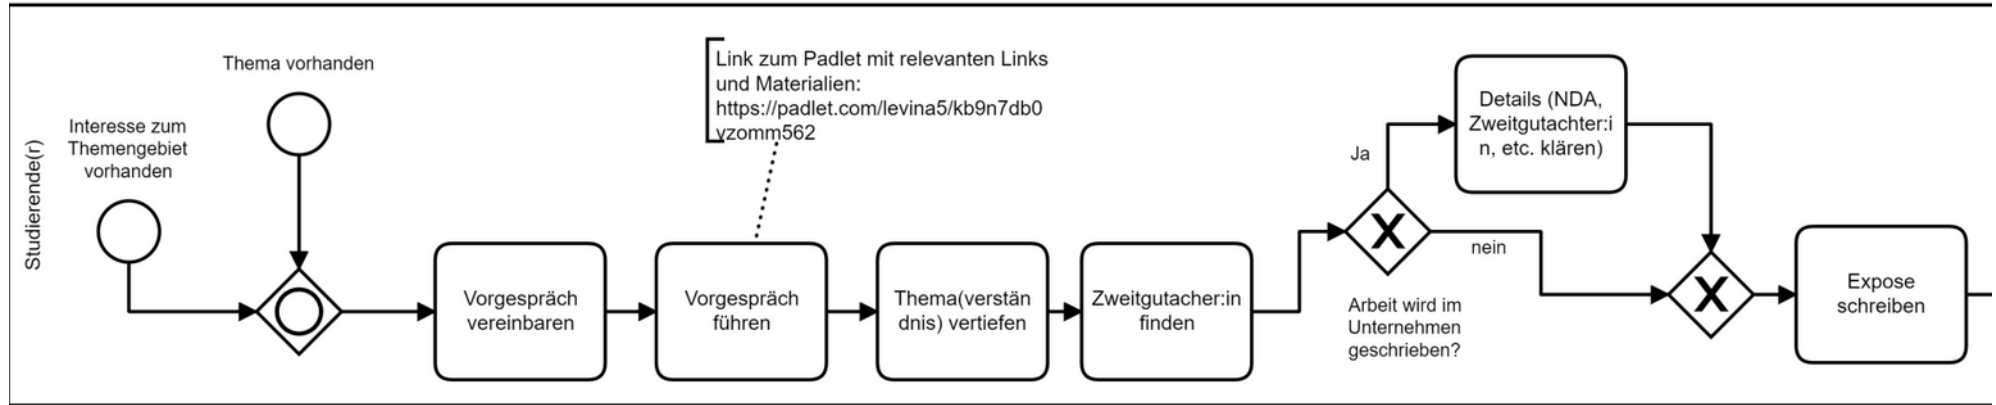 Studierende(r)
Interesse zum
Themengebiet
vorhanden
Thema vorhanden
Vorgespräch
vereinbaren
Link zum Padlet mit relevanten Links
und Materialien:
https://padlet.com/levina5/kb9n7db0
yzomm562
Vorgespräch
führen
Thema(verstän
dnis) vertiefen
Zweitgutacher:in
finden
Ja
nein
Arbeit wird im
Unternehmen
geschrieben?
Details (NDA,
Zweitgutachter:i
n, etc. klären)
X
X
Expose
schreiben